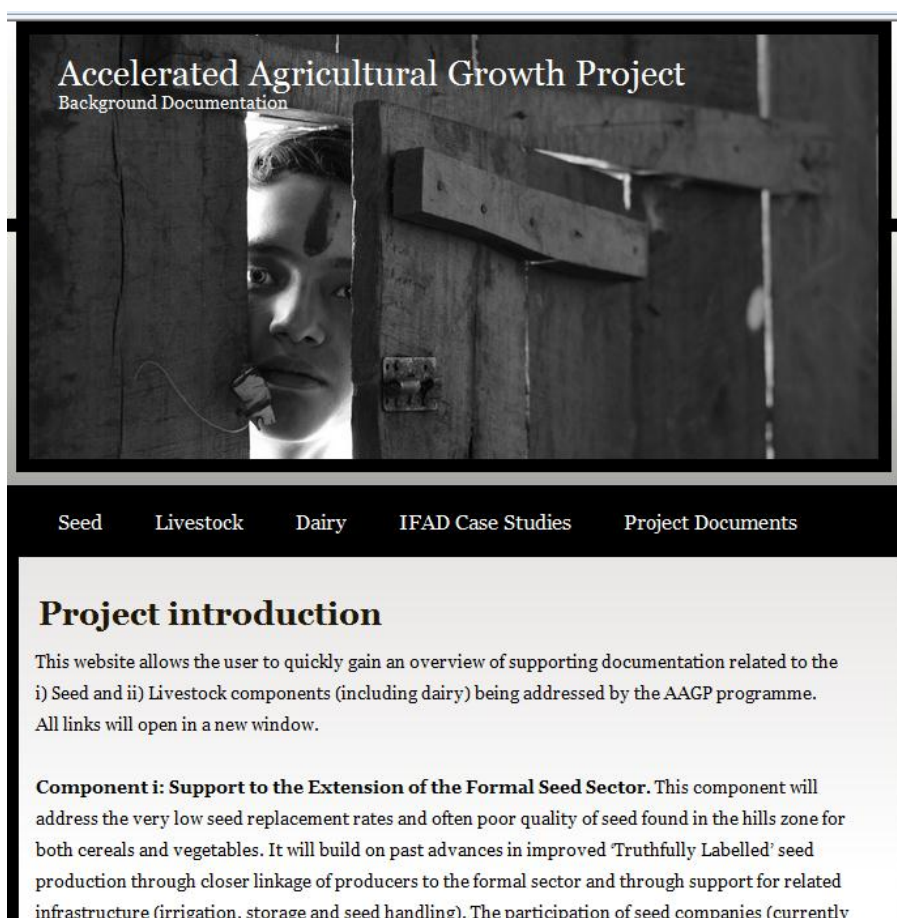 Accelerated Agricultural Growth Project
Background Documentation
Seed Livestock Dairy IFAD Case Studies Project Documents
Project introduction
This website allows the user to quickly gain an overview of supporting documentation related to the
i) Seed and ii) Livestock components (including dairy) being addressed by the AAGP programme.
All links will open in a new window.
Component i: Support to the Extension of the Formal Seed Sector. This component will
address the very low seed replacement rates and often poor quality of seed found in the hills zone for
both cereals and vegetables. It will build on past advances in improved ‘Truthfully Labelled’ seed
production through closer linkage of producers to the formal sector and through support for related
infrastructure (irrigation, storage and seed handling). The participation of seed companies (currently